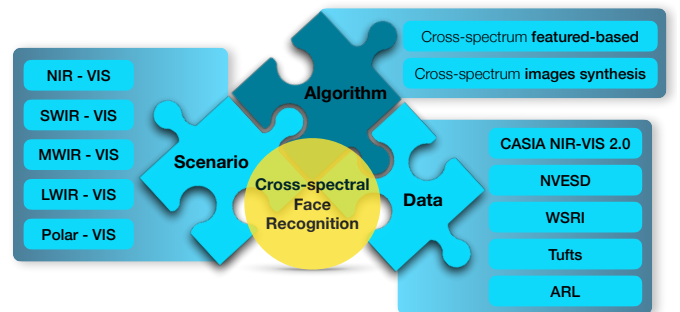 Cross-spectrum featured-based
Cross-spectrum images synthesis
Algorithm
NIR - VIS
SWIR - VIS
MWIR - VIS
LWIR - VIS
Polar - VIS
Scenario
Cross-spectral
Face
Recognition
Data
CASIA NIR-VIS 2.0
NVESD
WSRI
Tufts
ARL